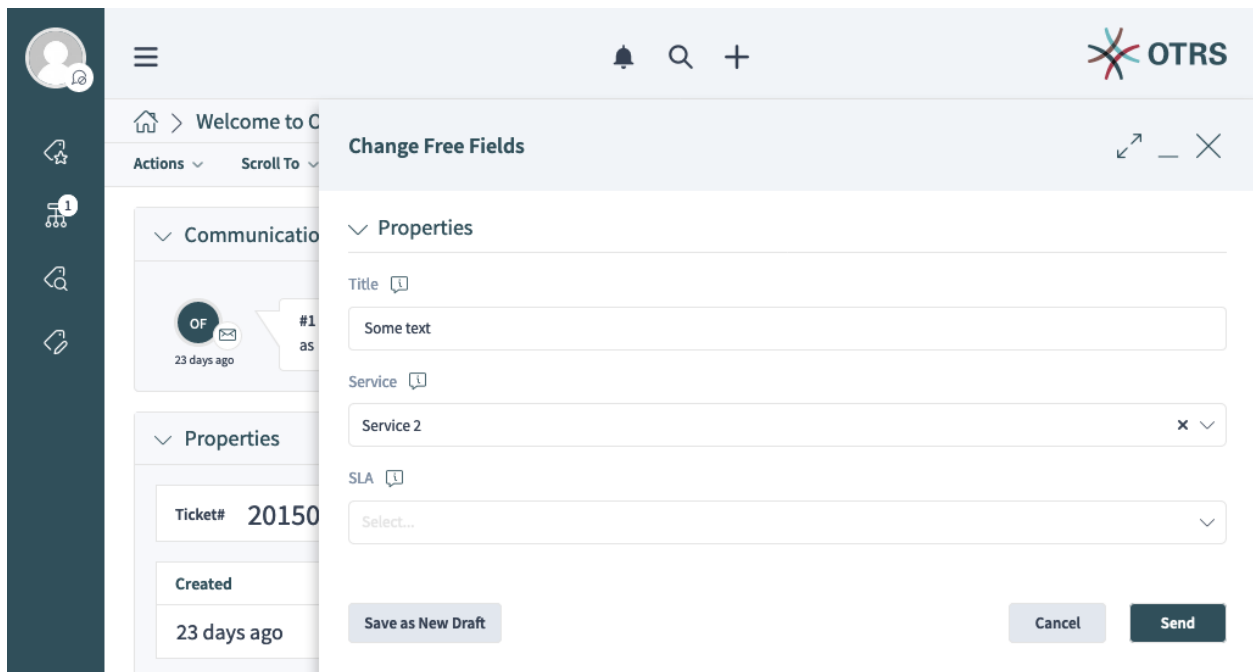 OTRS
1
Welcome to O
Actions
Scroll To
Communicatio
OF
23 days ago
#1
as
Properties
Ticket# 20150
Created
23 days ago
Change Free Fields
Properties
Title
Some text
Service
Service 2
SLA
Select...
Save as New Draft
Cancel
Send